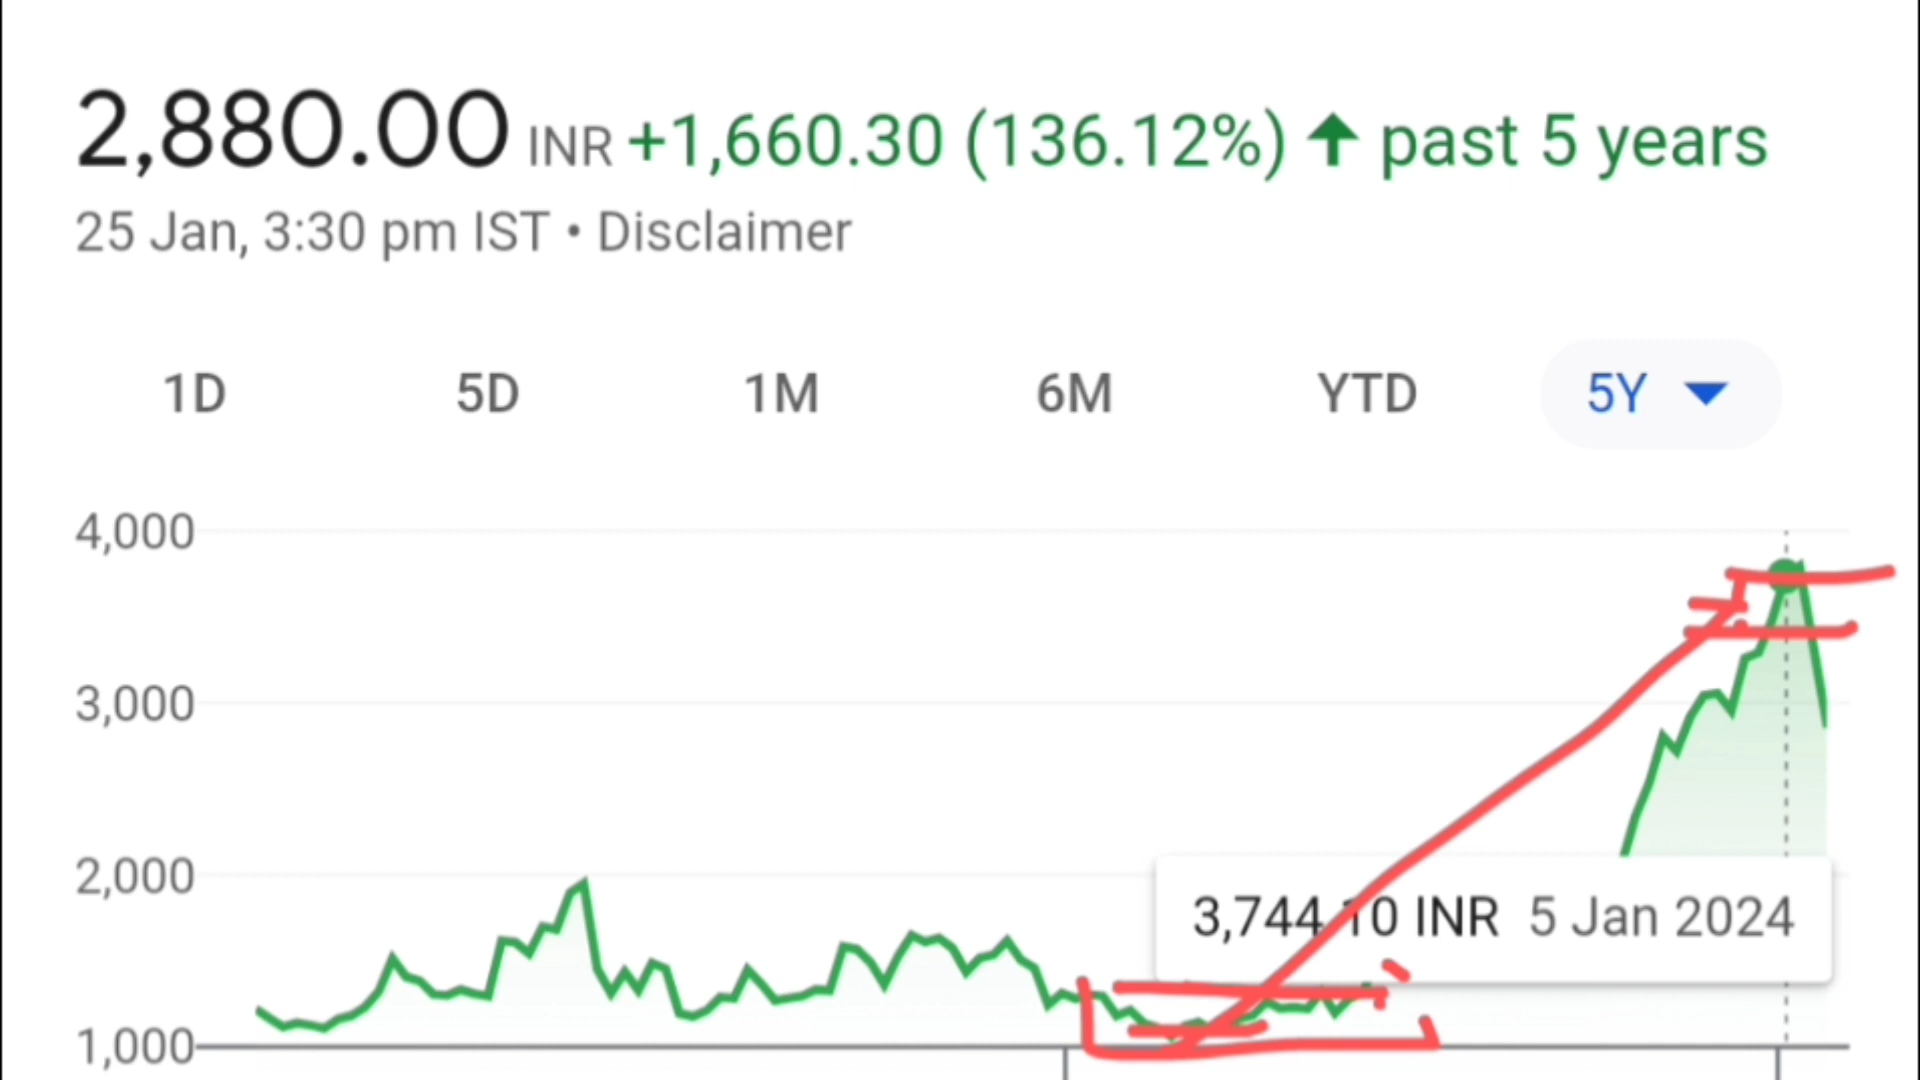 2,880.00 INR +1,660.30 (136.12%) ↑ past 5 years
25 Jan, 3:30 pm IST • Disclaimer
1D 5D 1M 6M YTD 5Y
4,000
3,000
2,000
3,744.10 INR 5 Jan 2024
1,000